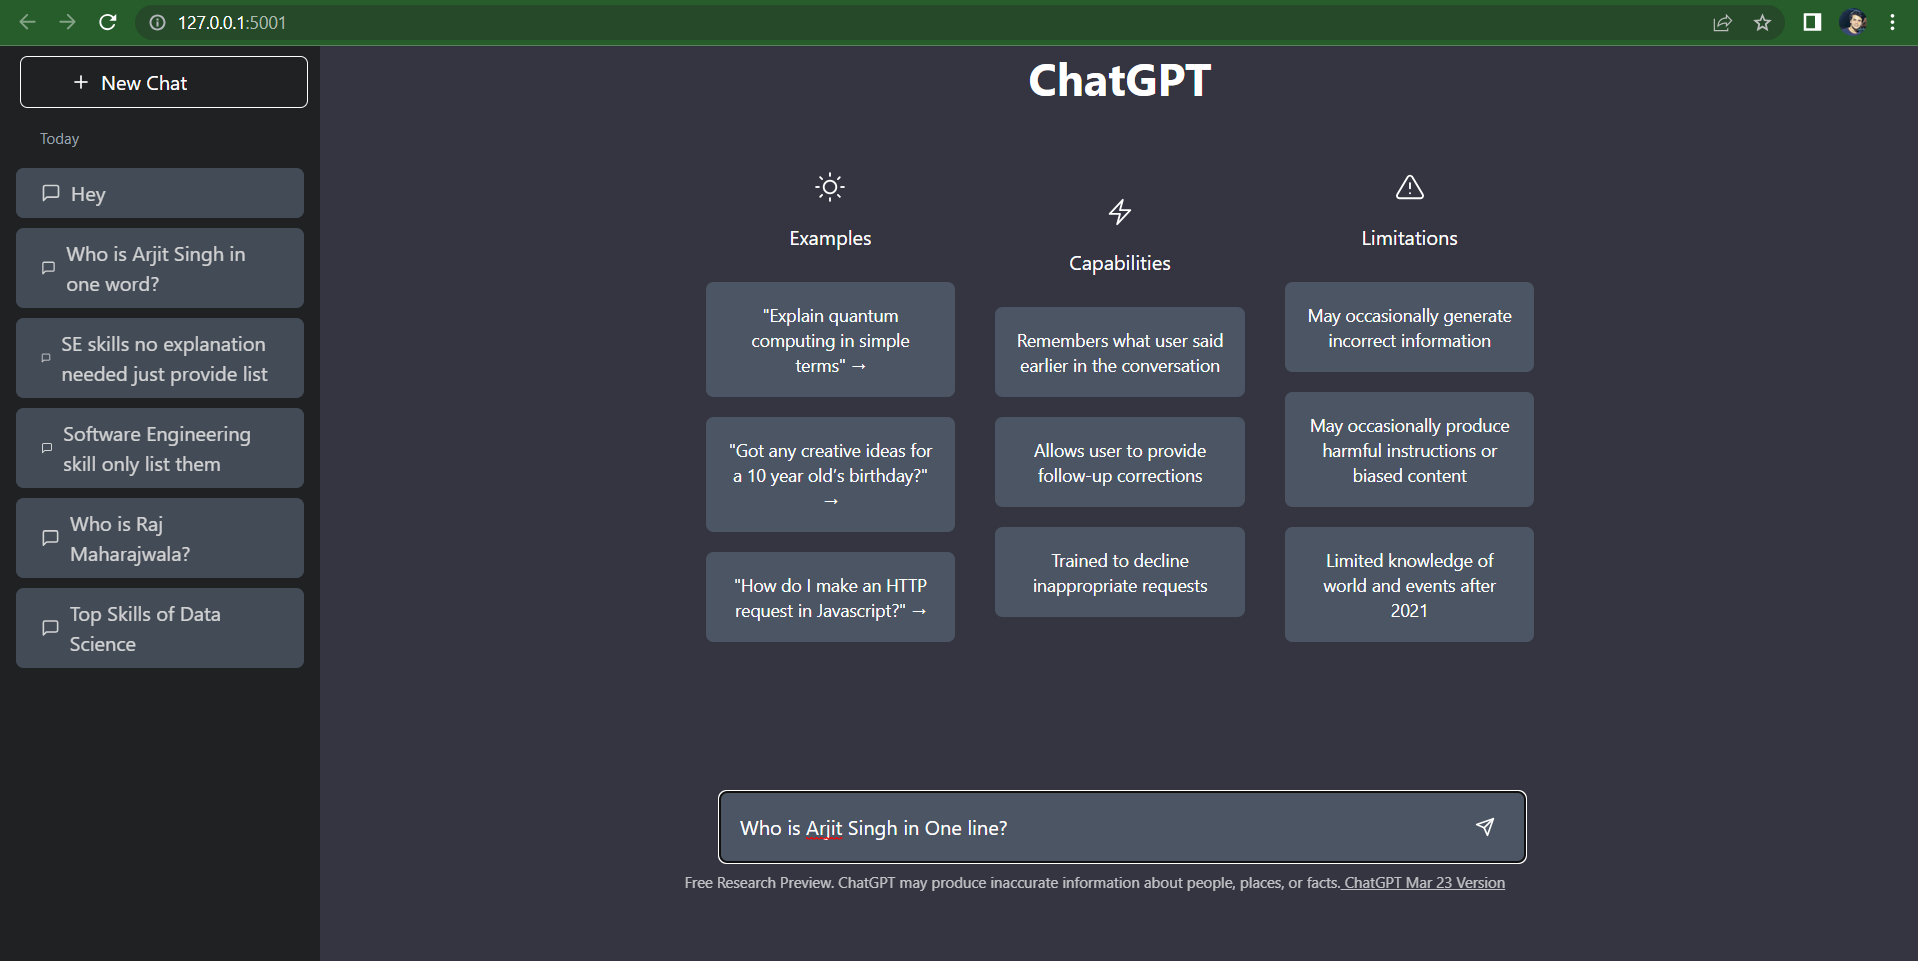 127.0.0.1:5001
+ New Chat
Today
Hey
Who is Arjit Singh in
one word?
SE skills no explanation
needed just provide list
Software Engineering
skill only list them
Who is Raj
Maharajwala?
Top Skills of Data
Science
ChatGPT
Examples
"Explain quantum
computing in simple
terms" →
"Got any creative ideas for
a 10 year old’s birthday?"
→
"How do I make an HTTP
request in Javascript?" →
Capabilities
Remembers what user said
earlier in the conversation
Allows user to provide
follow-up corrections
Trained to decline
inappropriate requests
Limitations
May occasionally generate
incorrect information
May occasionally produce
harmful instructions or
biased content
Limited knowledge of
world and events after
2021
Who is Arjit Singh in One line?
Free Research Preview. ChatGPT may produce inaccurate information about people, places, or facts. ChatGPT Mar 23 Version